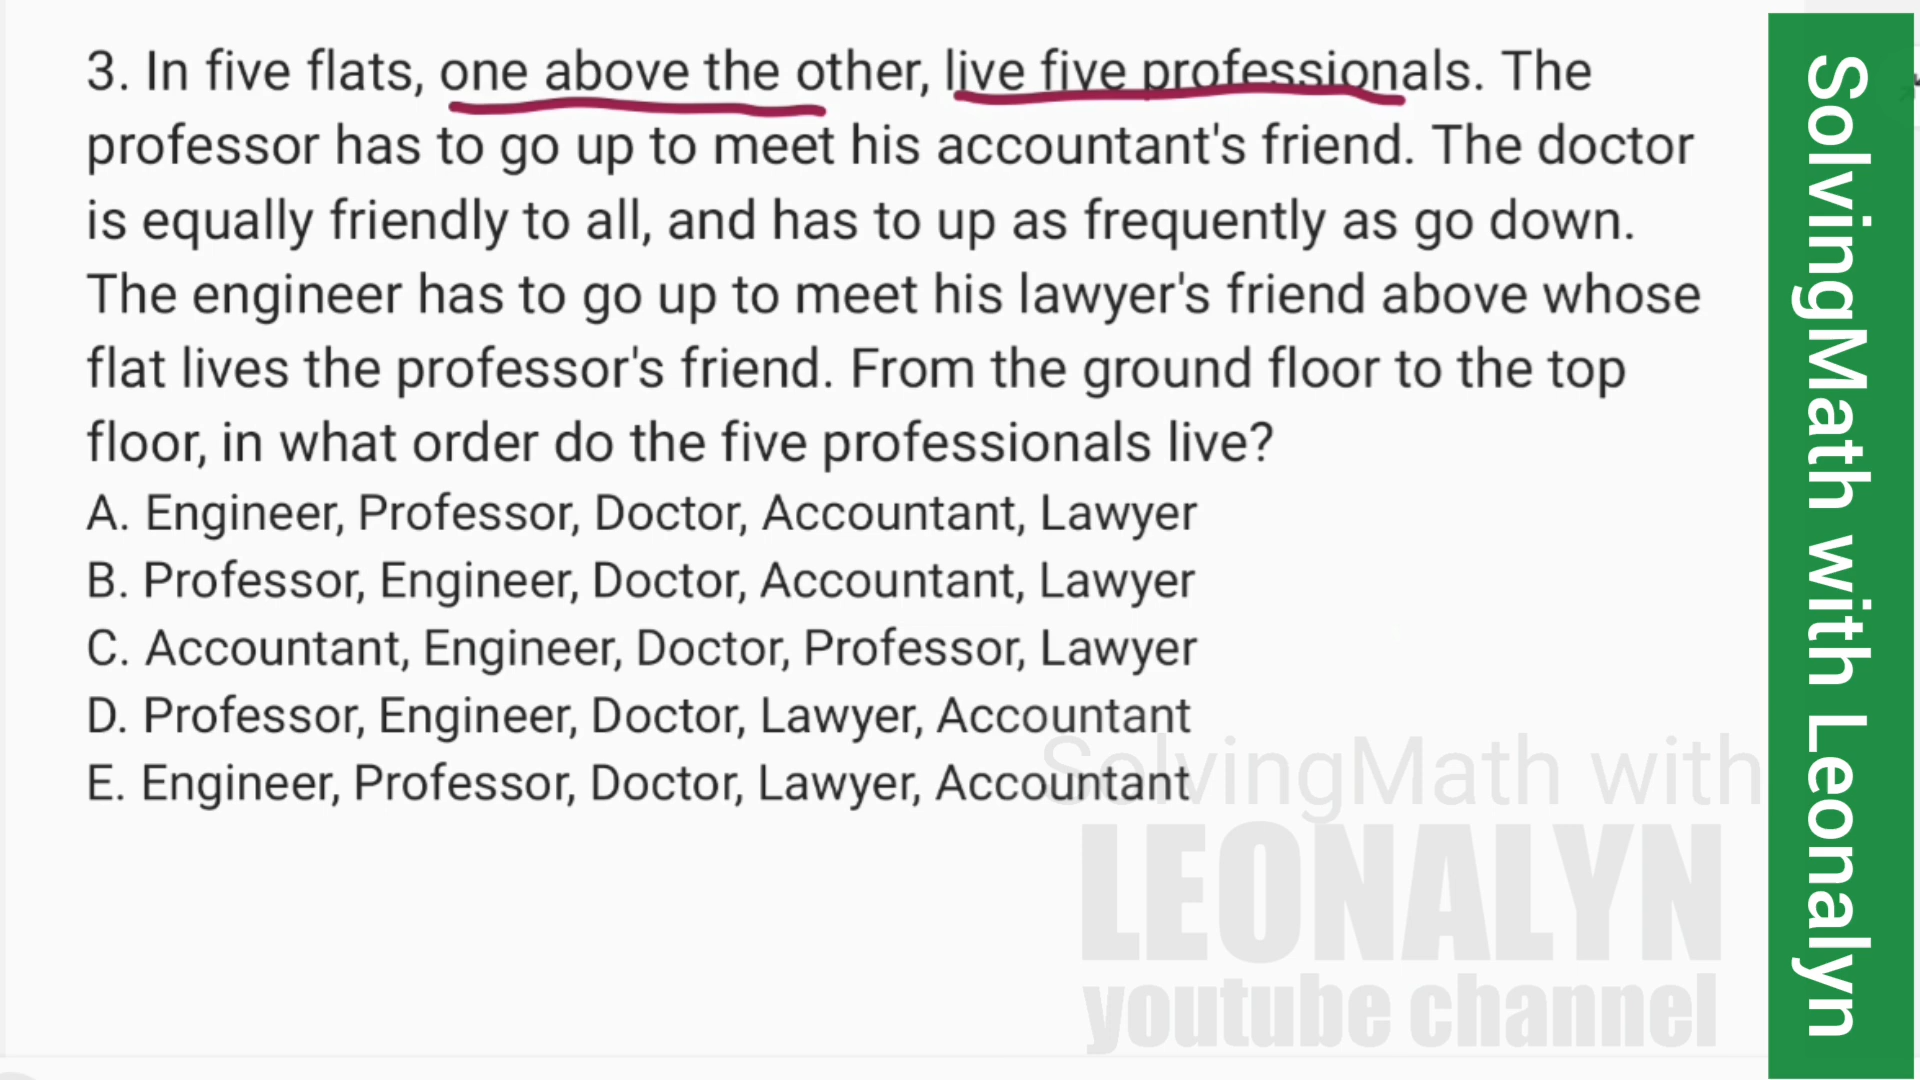 3. In five flats, one above the other, live five professionals. The
professor has to go up to meet his accountant's friend. The doctor
is equally friendly to all, and has to up as frequently as go down.
The engineer has to go up to meet his lawyer's friend above whose
flat lives the professor's friend. From the ground floor to the top
floor, in what order do the five professionals live?
A. Engineer, Professor, Doctor, Accountant, Lawyer
B. Professor, Engineer, Doctor, Accountant, Lawyer
C. Accountant, Engineer, Doctor, Professor, Lawyer
D. Professor, Engineer, Doctor, Lawyer, Accountant
E. Engineer, Professor, Doctor, Lawyer, Accountant
SolvingMath with
LEONALYN
youtube channel
SolvingMath with Leonalyn